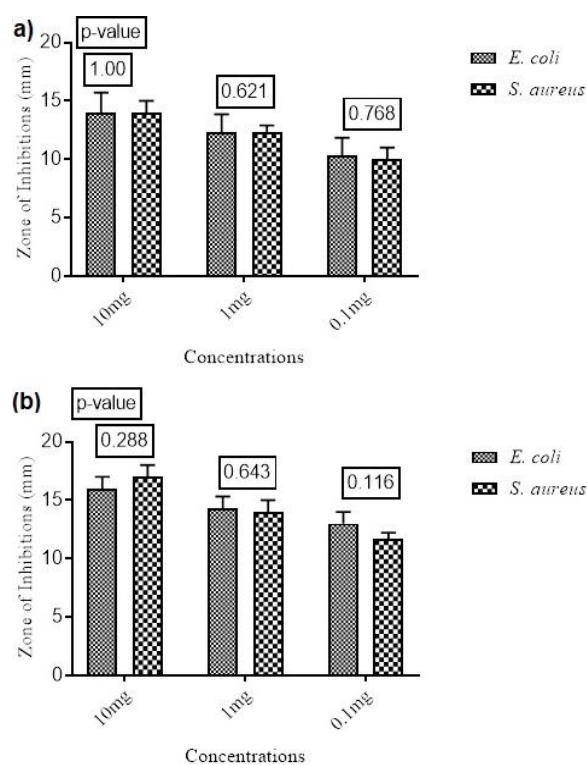 a)
p-value
1.00
0.621
0.768
E. coli
S. aureus
Zone of Inhibitions (mm)
20
15
10
5
0
10mg
1mg
0.1mg
Concentrations
(b)
p-value
0.288
0.643
0.116
E. coli
S. aureus
Zone of Inhibitions (mm)
20
15
10
5
0
10mg
1mg
0.1mg
Concentrations